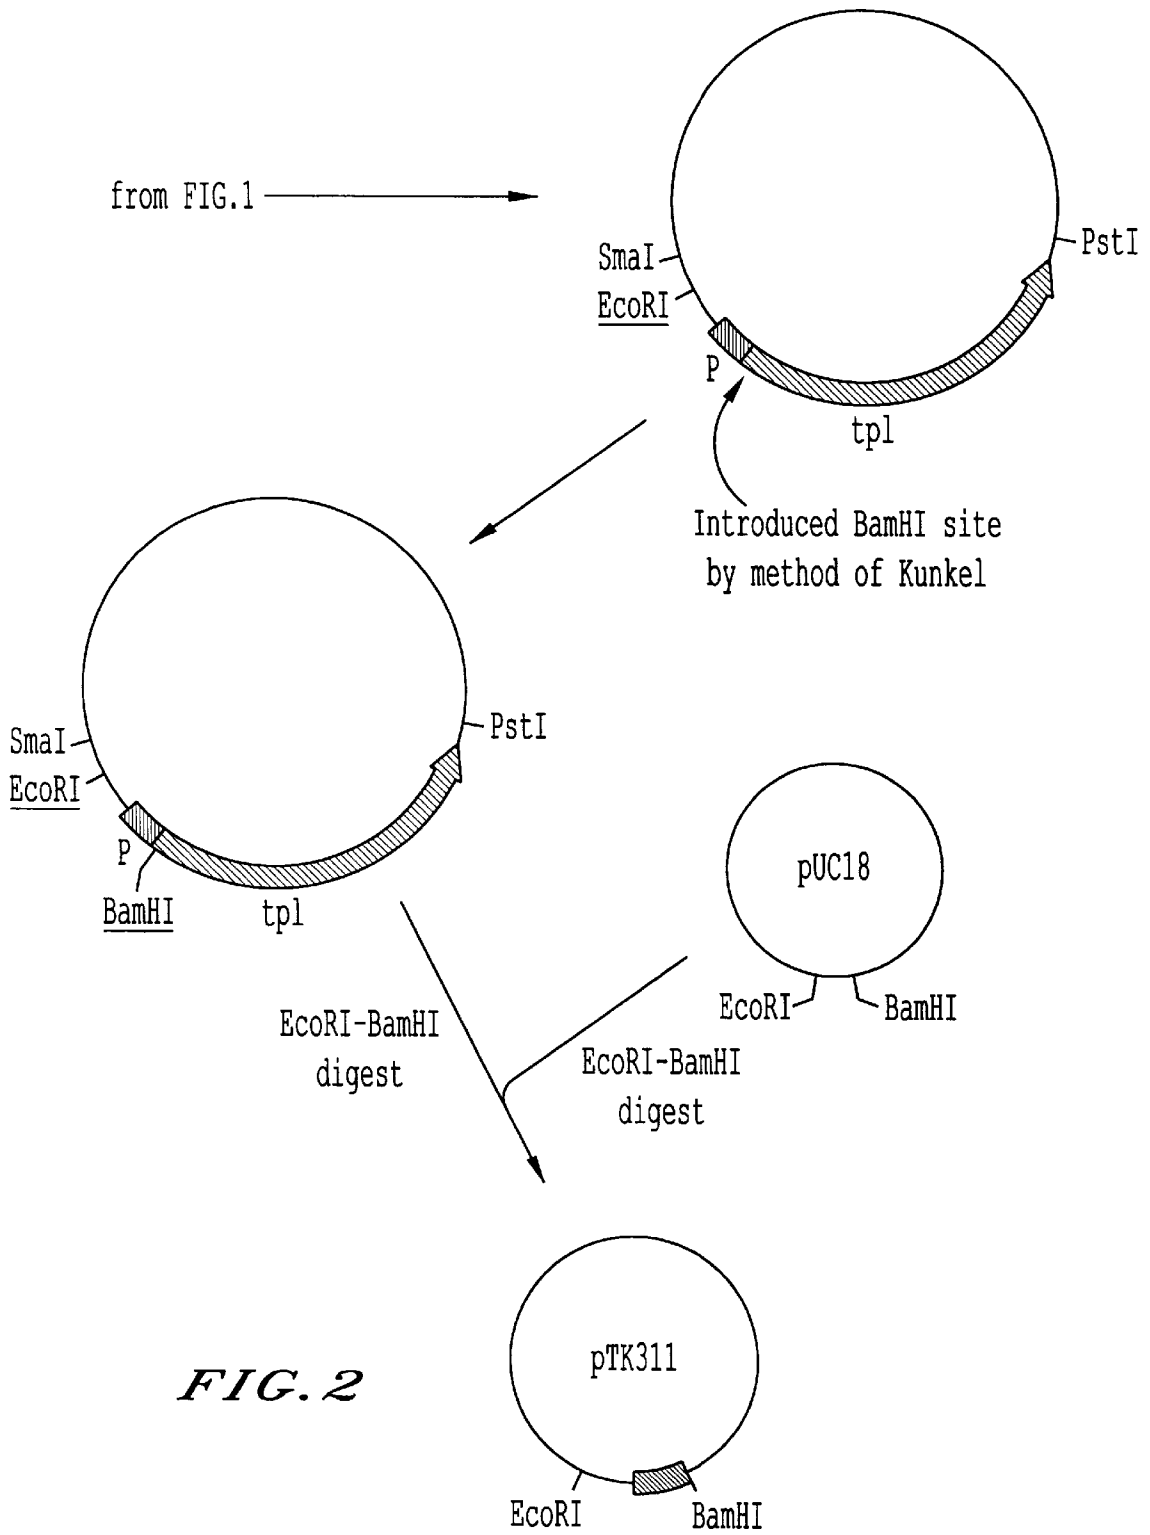 from FIG.1
SmaI
EcoRI
PstI
P
tpl
Introduced BamHI site
by method of Kunkel
SmaI
EcoRI
PstI
P
BamHI
tpl
pUC18
EcoRI
BamHI
EcoRI-BamHI
digest
EcoRI-BamHI
digest
pTK311
FIG. 2
EcoRI
BamHI